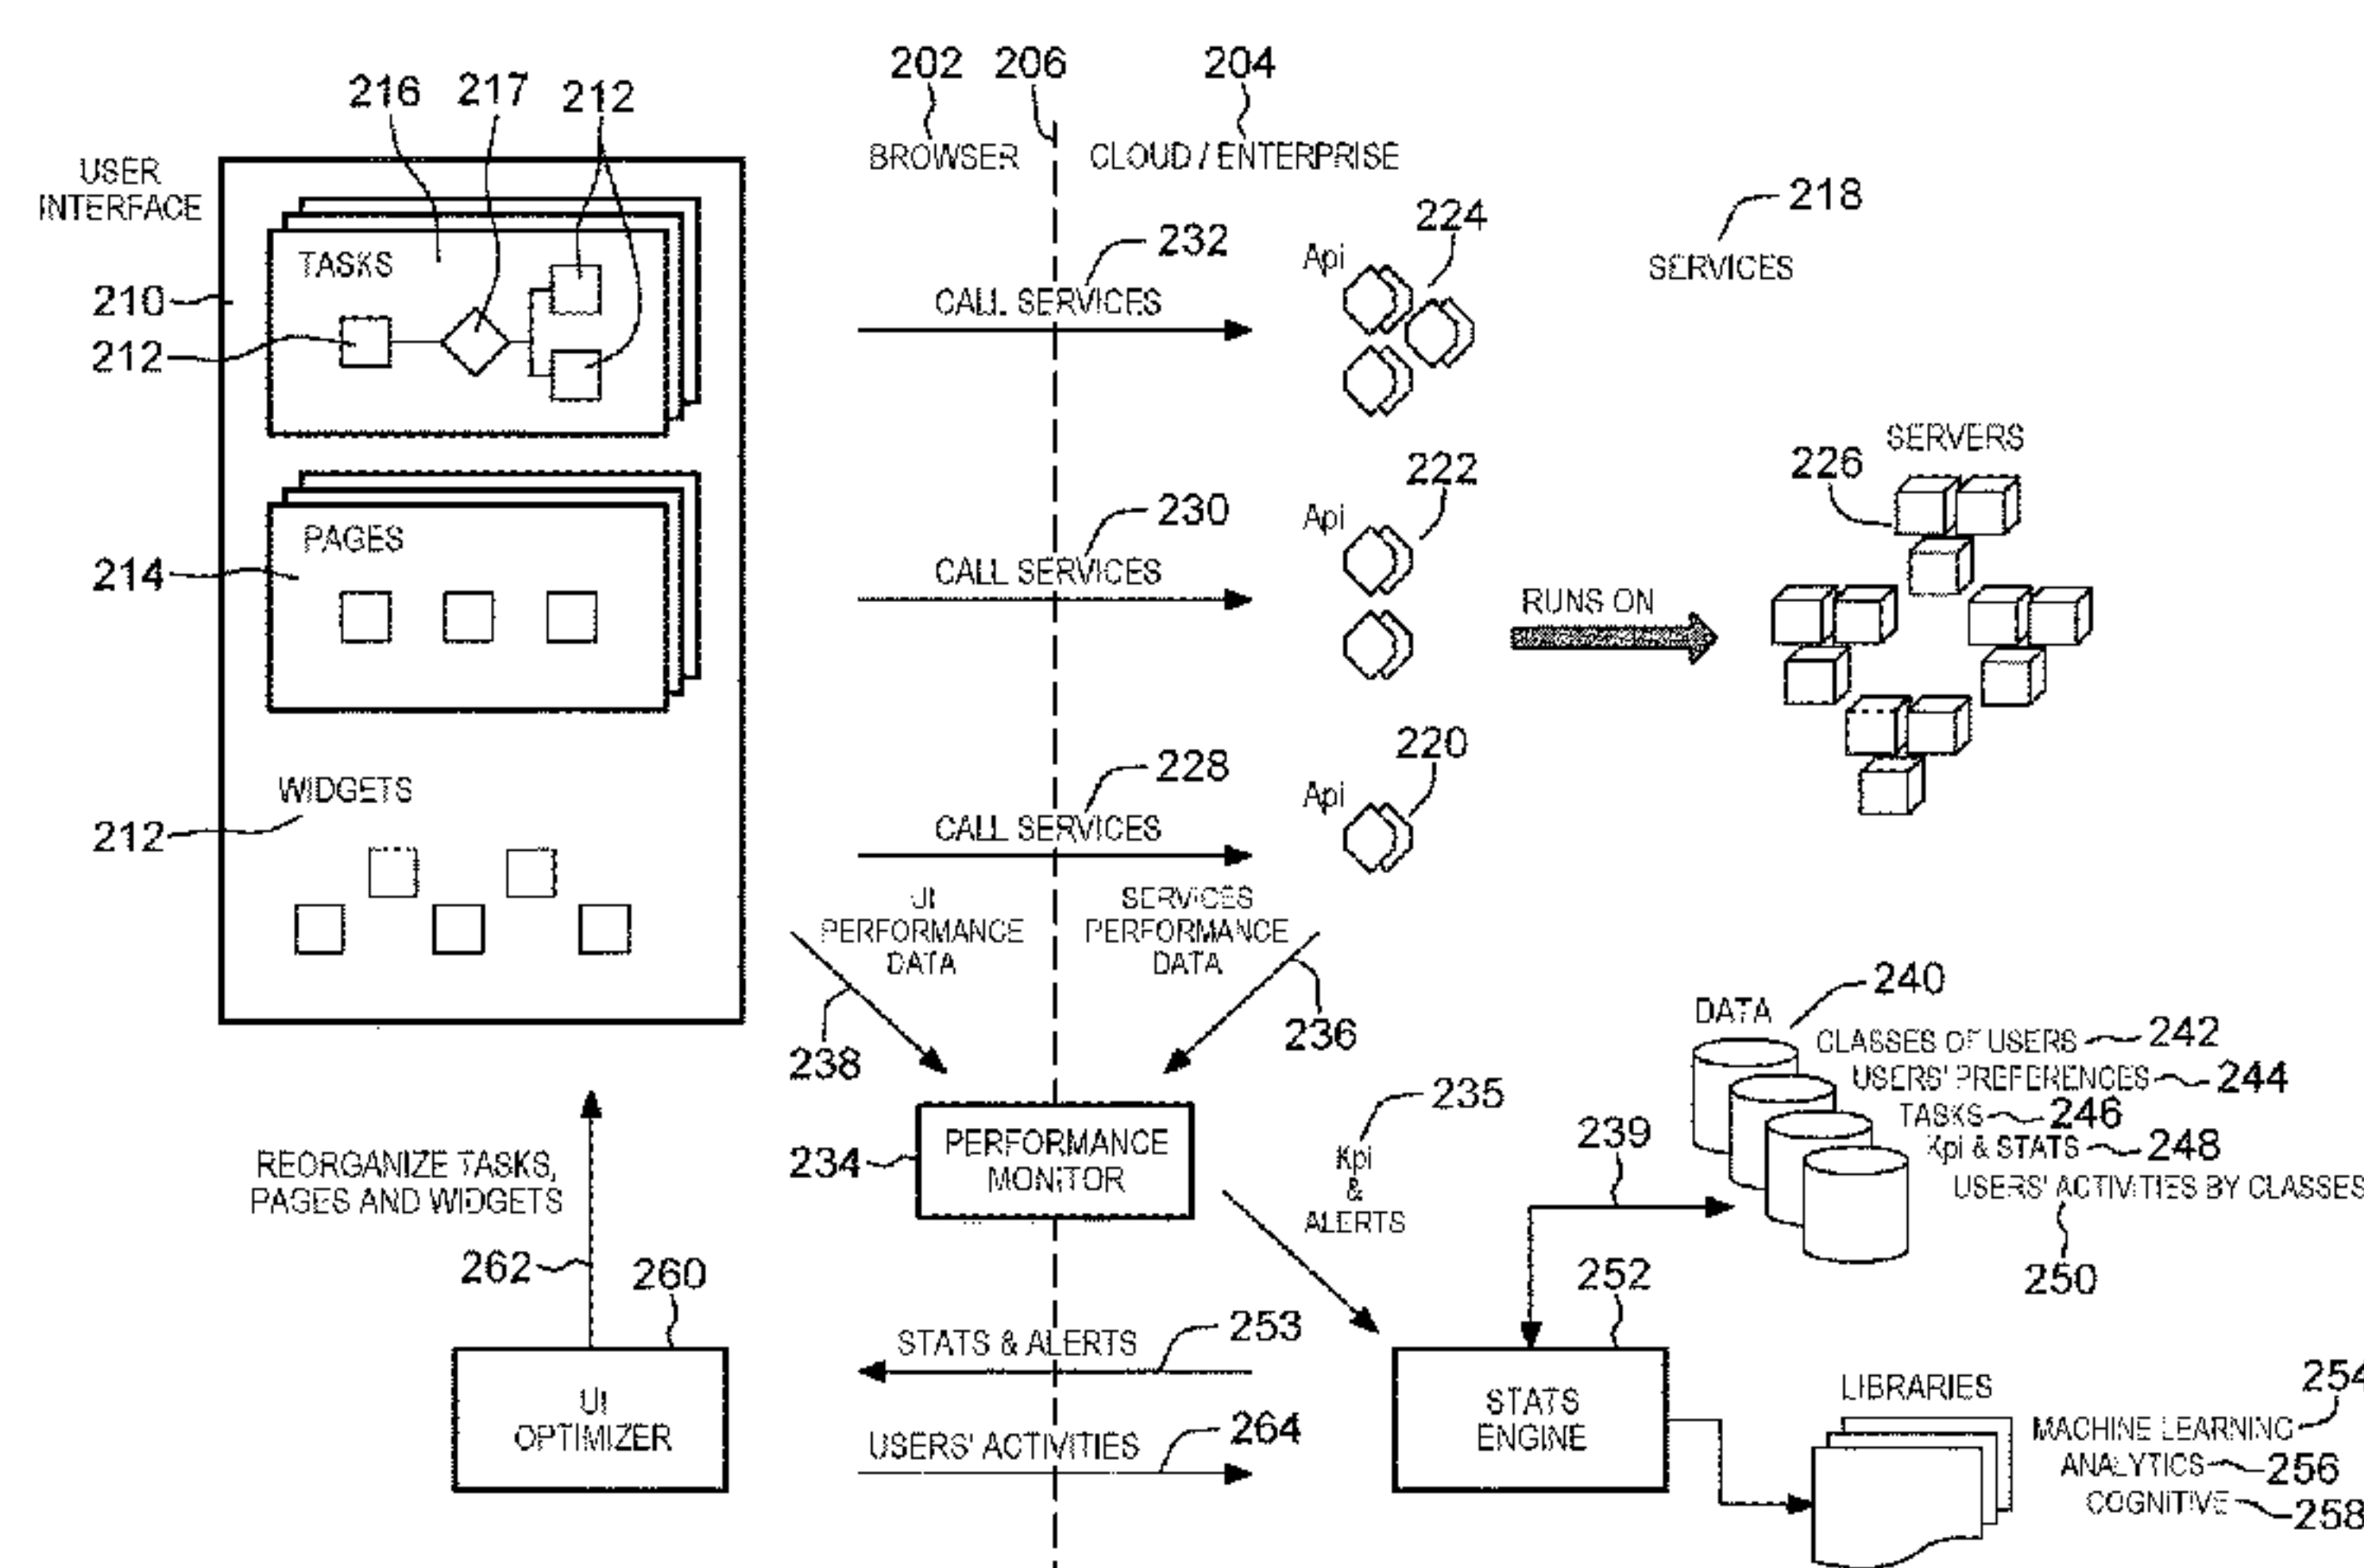 202 206 204
216 217 212
BROWSER CLOUD / ENTERPRISE
USER
INTERFACE
218
SERVICES
TASKS
210
212
232
CALL SERVICES
Api
224
SERVERS
226
PAGES
214
230
CALL SERVICES
Api
222
RUNS ON
WIDGETS
212
228
CALL SERVICES
Api
220
UI
PERFORMANCE
DATA
SERVICES
PERFORMANCE
DATA
238
236
DATA
240
CLASSES OF USERS 242
USERS' PREFERENCES 244
TASKS 246
Kpi & STATS 248
USERS' ACTIVITIES BY CLASSES
250
234
PERFORMANCE
MONITOR
235
Kpi
&
ALERTS
239
REORGANIZE TASKS,
PAGES AND WIDGETS
262
260
252
UI
OPTIMIZER
STATS & ALERTS
253
USERS' ACTIVITIES
264
STATS
ENGINE
LIBRARIES
254
MACHINE LEARNING
ANALYTICS 256
COGNITIVE 258